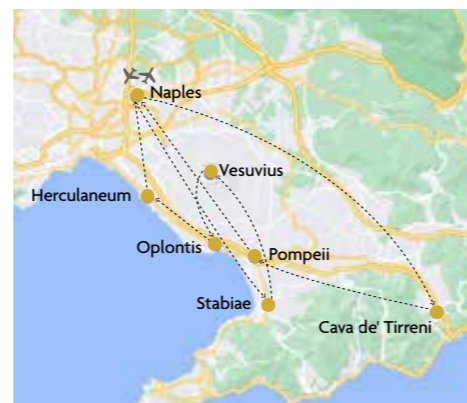 Naples
Vesuvius
Herculaneum
Oplontis
Pompeii
Stabiae
Cava de' Tirreni